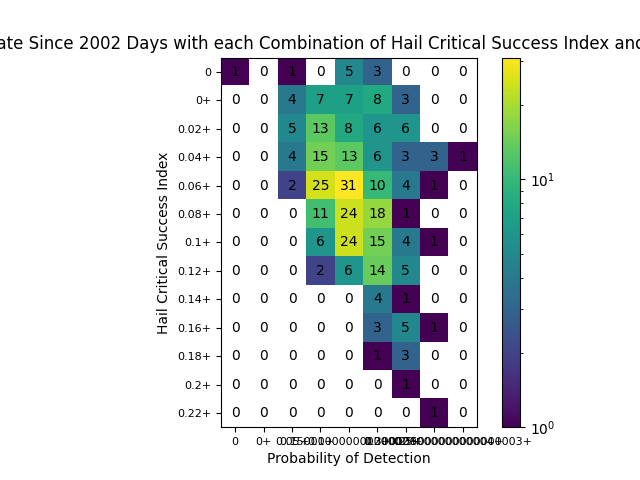 ate Since 2002 Days with each Combination of Hail Critical Success Index and
0 1 0 1 0 5 3 0 0 0
0+ 0 0 4 7 7 8 3 0 0
0.02+ 0 0 5 13 8 6 6 0 0
0.04+ 0 0 4 15 13 6 3 3 1
0.06+ 0 0 2 25 31 10 4 1 0
0.08+ 0 0 0 11 24 18 1 0 0
0.1+ 0 0 0 6 24 15 4 1 0
0.12+ 0 0 0 2 6 14 5 0 0
0.14+ 0 0 0 0 0 4 1 0 0
0.16+ 0 0 0 0 0 3 5 1 0
0.18+ 0 0 0 0 0 1 3 0 0
0.2+ 0 0 0 0 0 0 1 0 0
0.22+ 0 0 0 0 0 0 0 1 0
0 0+
Probability of Detection
Hail Critical Success Index
10¹
10⁰